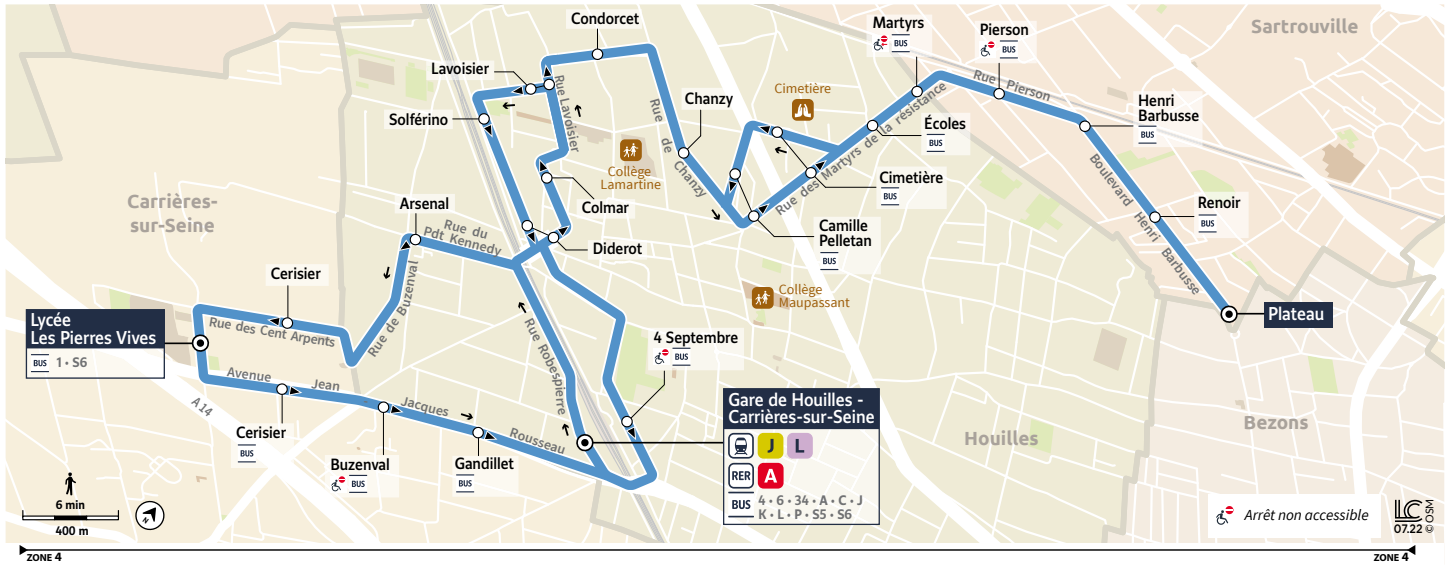 Condorcet
Martyrs
BUS
Pierson
BUS
Sartrouville
Lavoisier
Rue Lavoisier
Solférino
Rue de Chanzy
Chanzy
Cimetière
Rue Pierson
Henri
Barbusse
BUS
Écoles
BUS
Rue des Martyrs de la résistance
Cimetière
BUS
Collège
Lamartine
Carrières-
sur-Seine
Arsenal
Rue du
Pdt Kennedy
Colmar
Diderot
Camille
Pelletan
BUS
Renoir
BUS
Boulevard Henri Barbusse
Cerisier
Rue de Buzenval
Rue des Cent Arpents
Collège
Maupassant
Lycée
Les Pierres Vives
BUS 1 • S6
Plateau
Rue Robespierre
4 Septembre
BUS
Avenue Jean Jacques Rousseau
A 14
Cerisier
BUS
Buzenval
BUS
Gandillet
BUS
Gare de Houilles -
Carrières-sur-Seine
J L
RER A
BUS 4 • 6 • 34 • A • C • J
K • L • P • S5 • S6
Houilles
Bezons
6 min
400 m
Arrêt non accessible
LC
07.22
© OSM
ZONE 4
ZONE 4